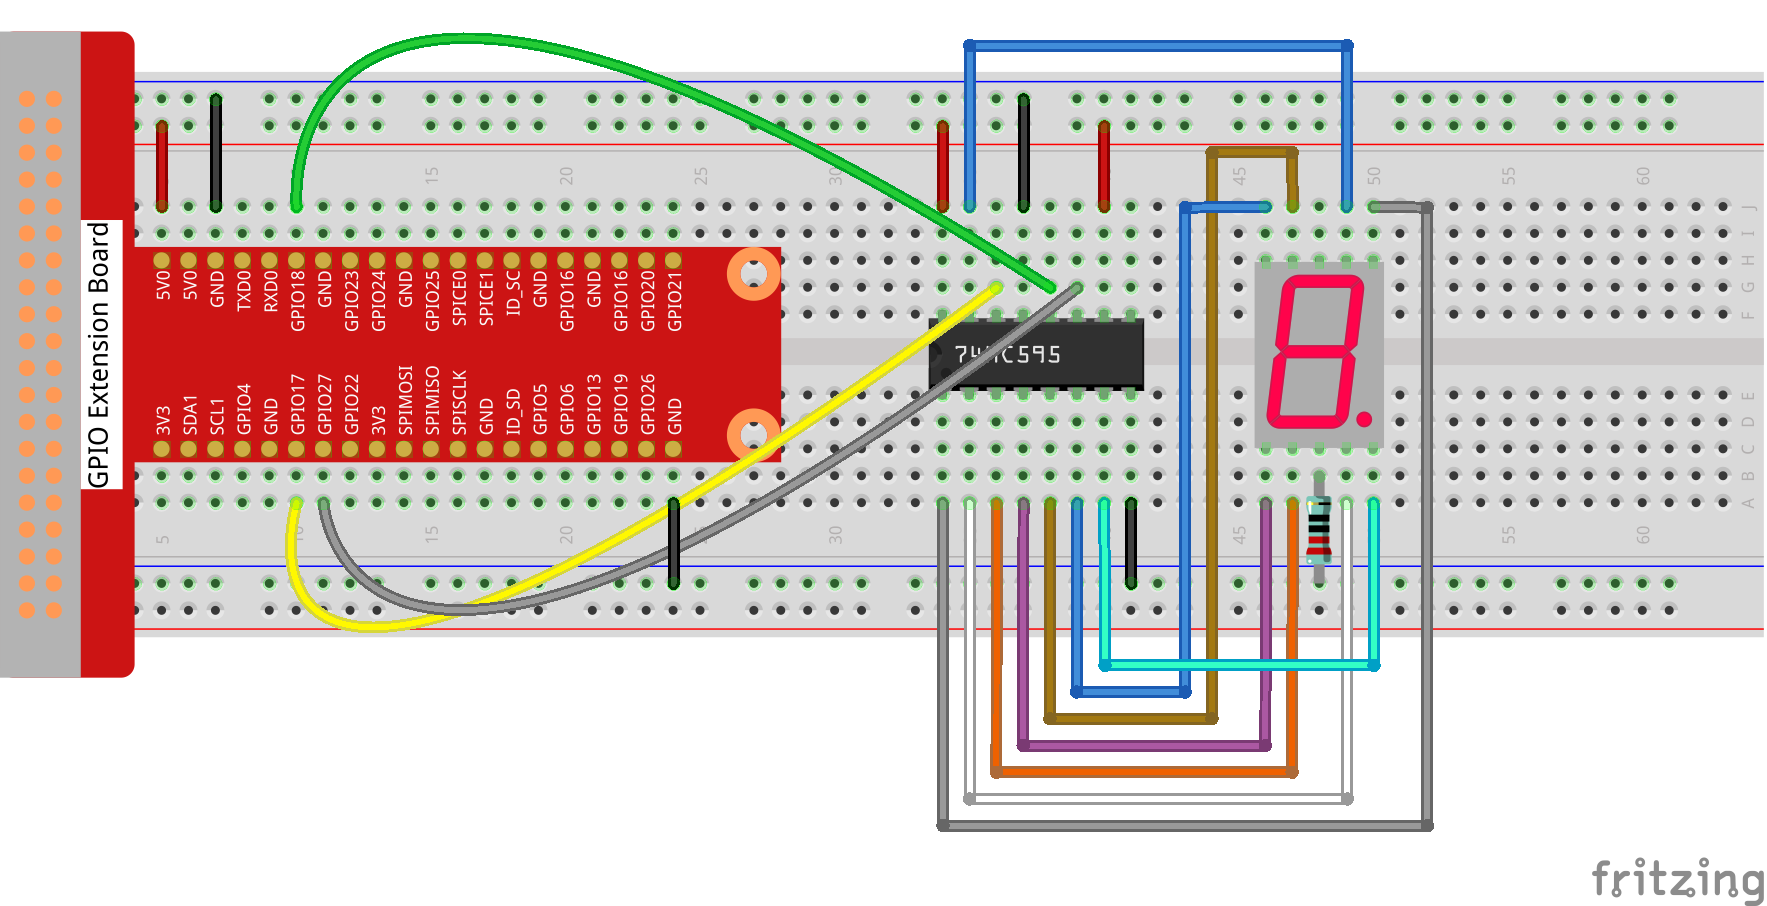 GPIO Extension Board
5V0
5V0
GND
TXD0
RXD0
GPIO18
GND
GPIO23
GPIO24
GND
GPIO25
SPICE0
SPICE1
ID_SC
GND
GPIO16
GND
GPIO16
GPIO20
GPIO21
3V3
SDA1
SCL1
GPIO4
GND
GPIO17
GPIO27
GPIO22
3V3
SPIMOSI
SPIMISO
SPISCLK
GND
ID_SD
GPIO5
GPIO6
GPIO13
GPIO19
GPIO26
GND
15
20
25
30
45
50
55
60
J
I
H
G
F
74HC595
8.
E
D
C
B
A
5
10
15
20
30
45
55
60
fritzing